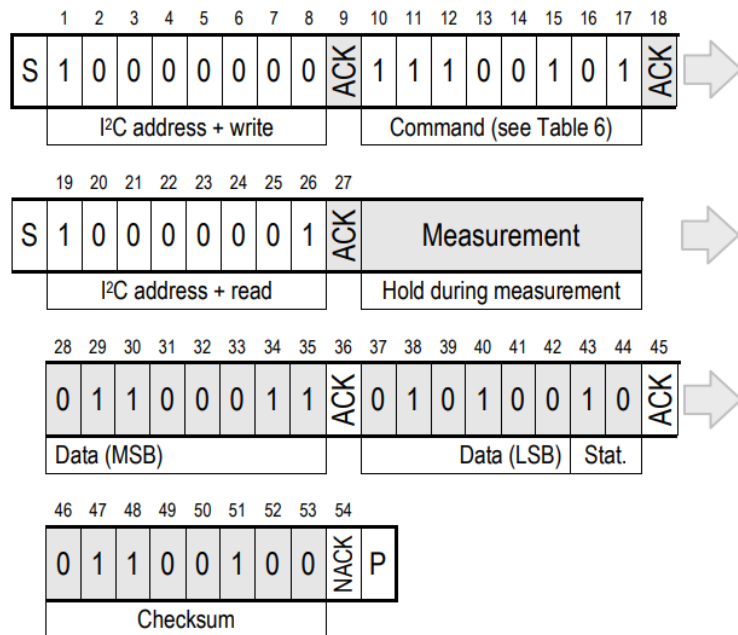 1 2 3 4 5 6 7 8 9 10 11 12 13 14 15 16 17 18
S 1 0 0 0 0 0 0 0 ACK 1 1 1 0 0 1 0 1 ACK
I²C address + write Command (see Table 6)
19 20 21 22 23 24 25 26 27
S 1 0 0 0 0 0 0 1 ACK Measurement
I²C address + read Hold during measurement
28 29 30 31 32 33 34 35 36 37 38 39 40 41 42 43 44 45
0 1 1 0 0 0 1 1 ACK 0 1 0 1 0 0 1 0 ACK
Data (MSB) Data (LSB) Stat.
46 47 48 49 50 51 52 53 54
0 1 1 0 0 1 0 0 NACK P
Checksum